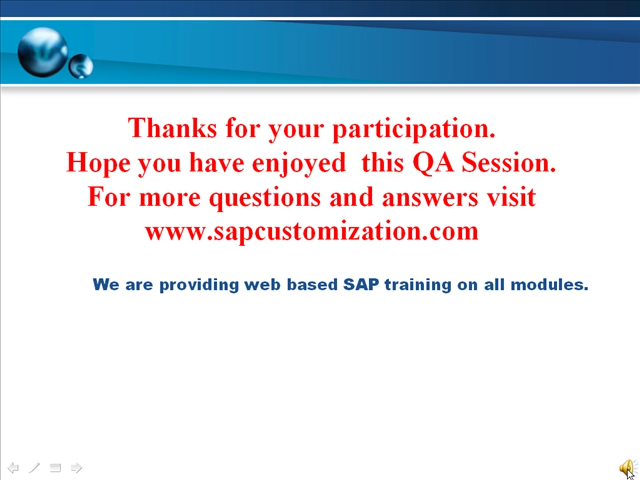 Thanks for your participation.
Hope you have enjoyed  this QA Session.
For more questions and answers visit
www.sapcustomization.com
We are providing web based SAP training on all modules.